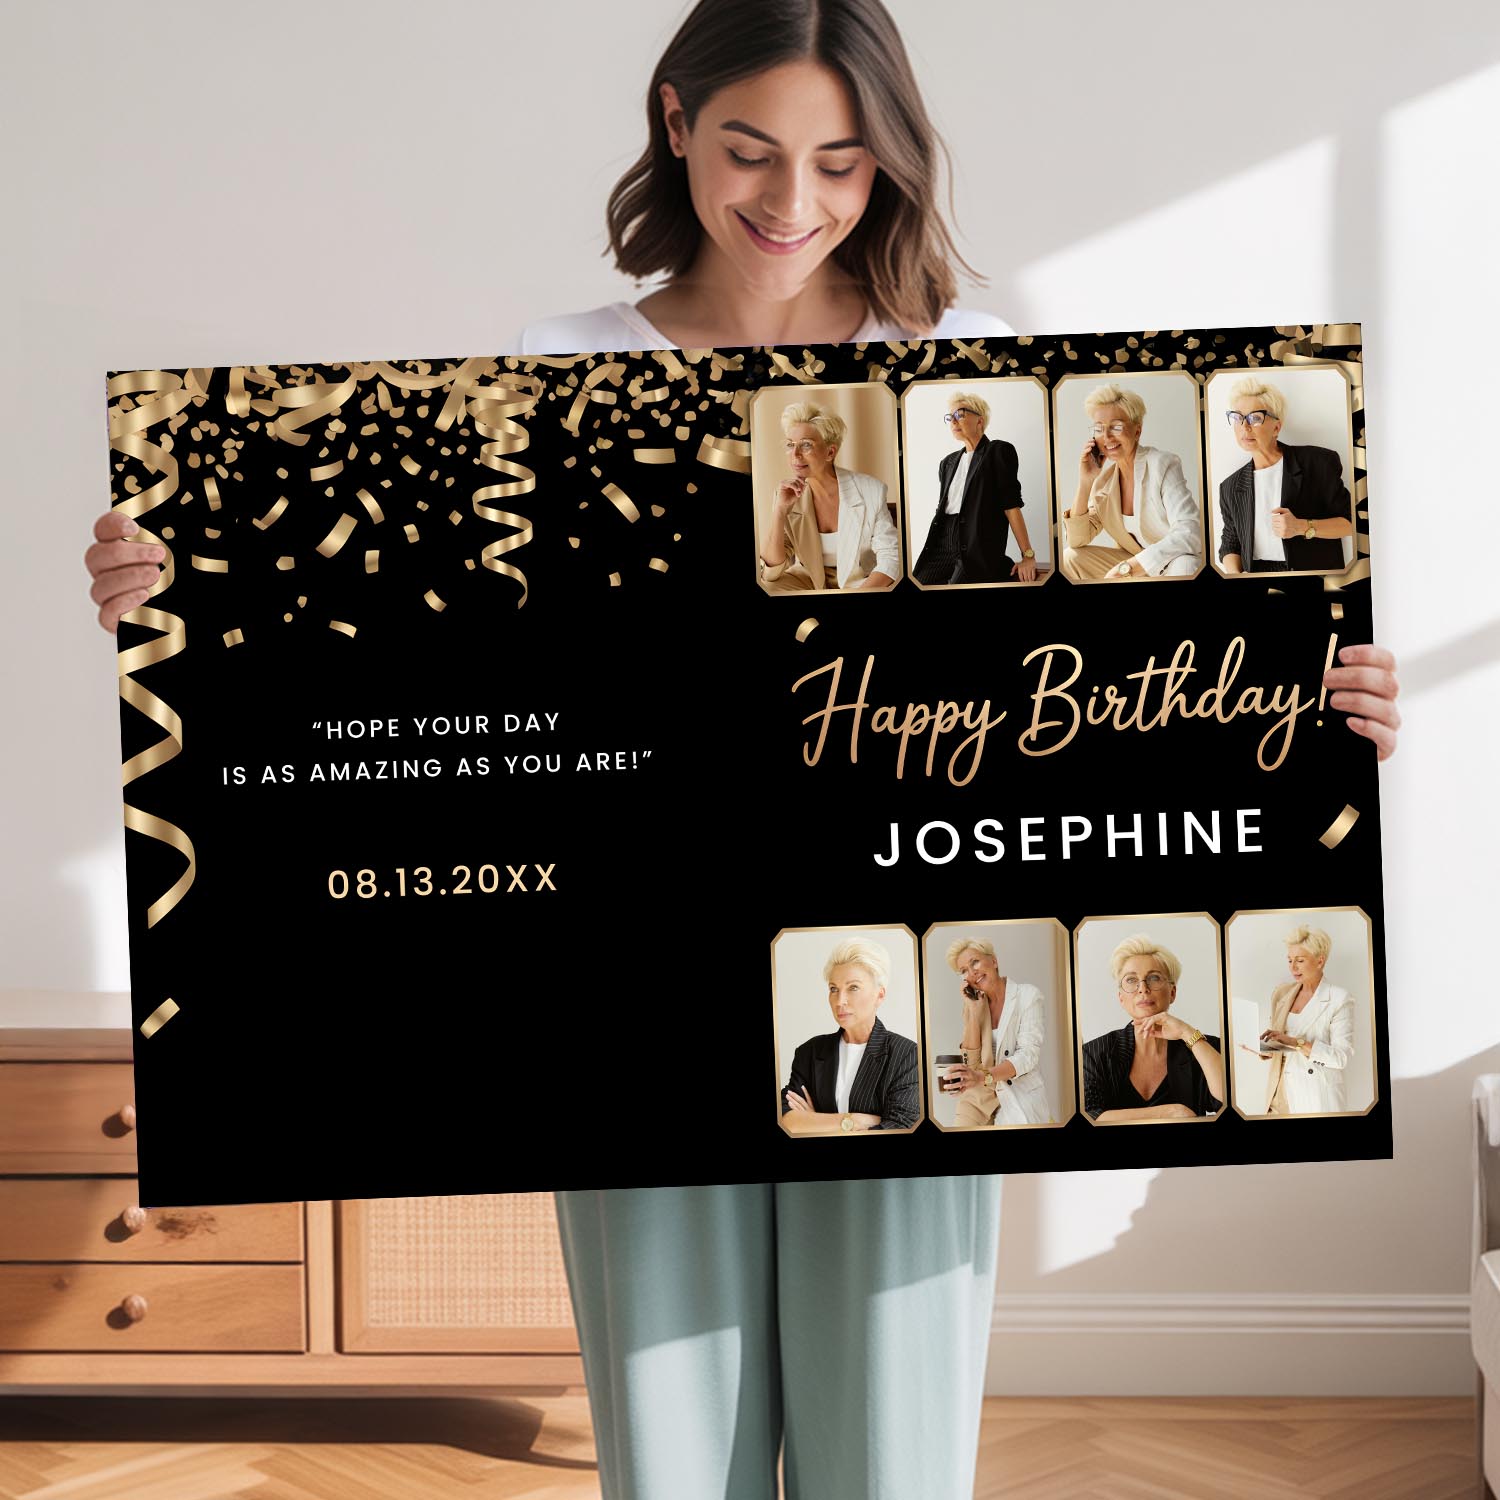 “HOPE YOUR DAY
IS AS AMAZING AS YOU ARE!”
08.13.20XX
Happy Birthday!
JOSEPHINE